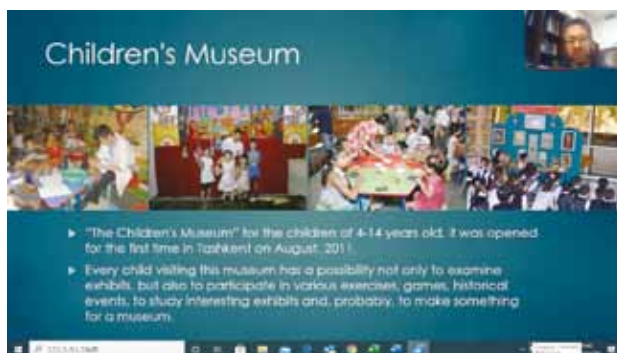 Children's Museum
"The Children's Museum" for the children of 4-14 years old, it was opened
for the first time in Tashkent on August, 2011.
Every child visiting this museum has a possibility not only to examine
exhibits, but also to participate in various exercises, games, historical
events, to study interesting exhibits and, probably, to make something
for a museum.